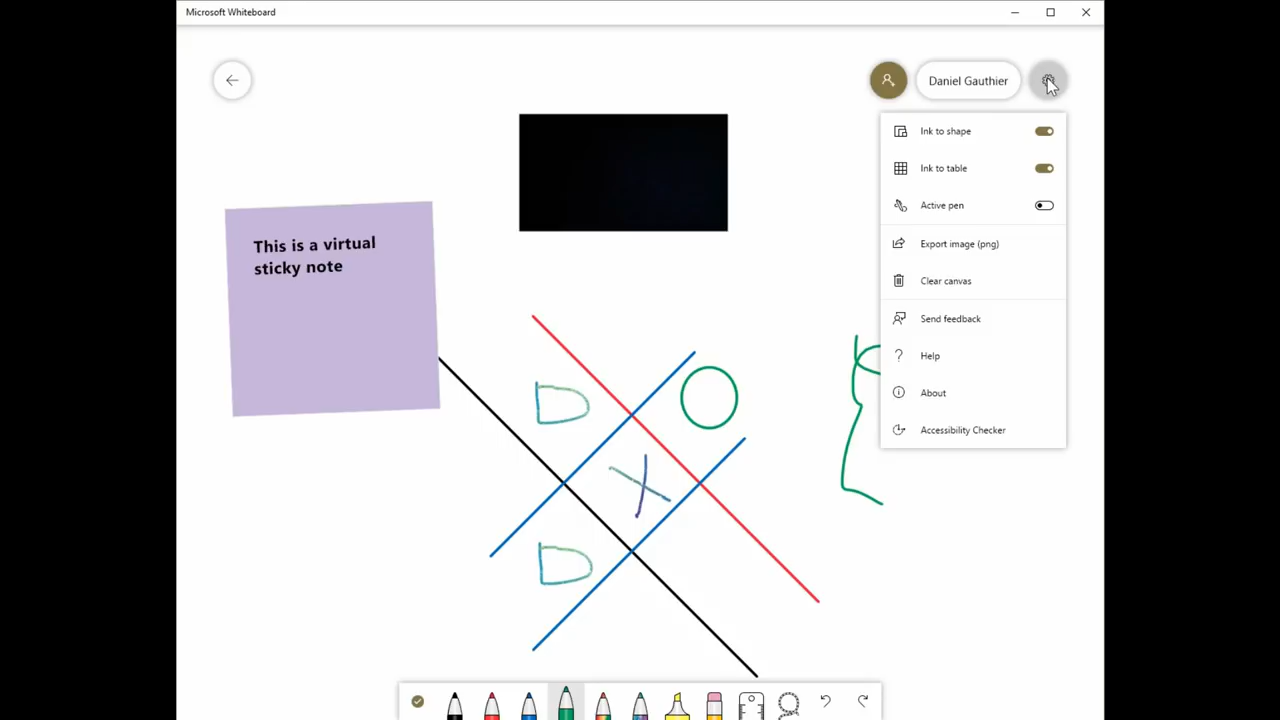 Microsoft Whiteboard
Daniel Gauthier
Ink to shape
Ink to table
Active pen
Export image (png)
Clear canvas
Send feedback
Help
About
Accessibility Checker
This is a virtual
sticky note
D
O
X
D